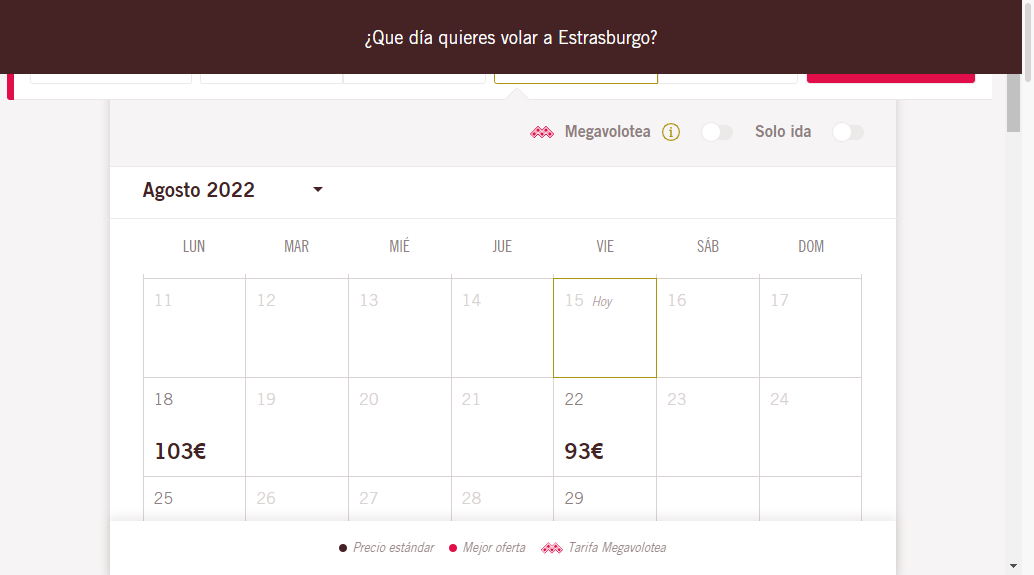 ¿Que día quieres volar a Estrasburgo?
Megavolotea i Solo ida
Agosto 2022
LUN MAR MIÉ JUE VIE SÁB DOM
11 12 13 14 15 Hoy 16 17
18 19 20 21 22 23 24
103€ 93€
25 26 27 28 29
Precio estándar Mejor oferta Tarifa Megavolotea